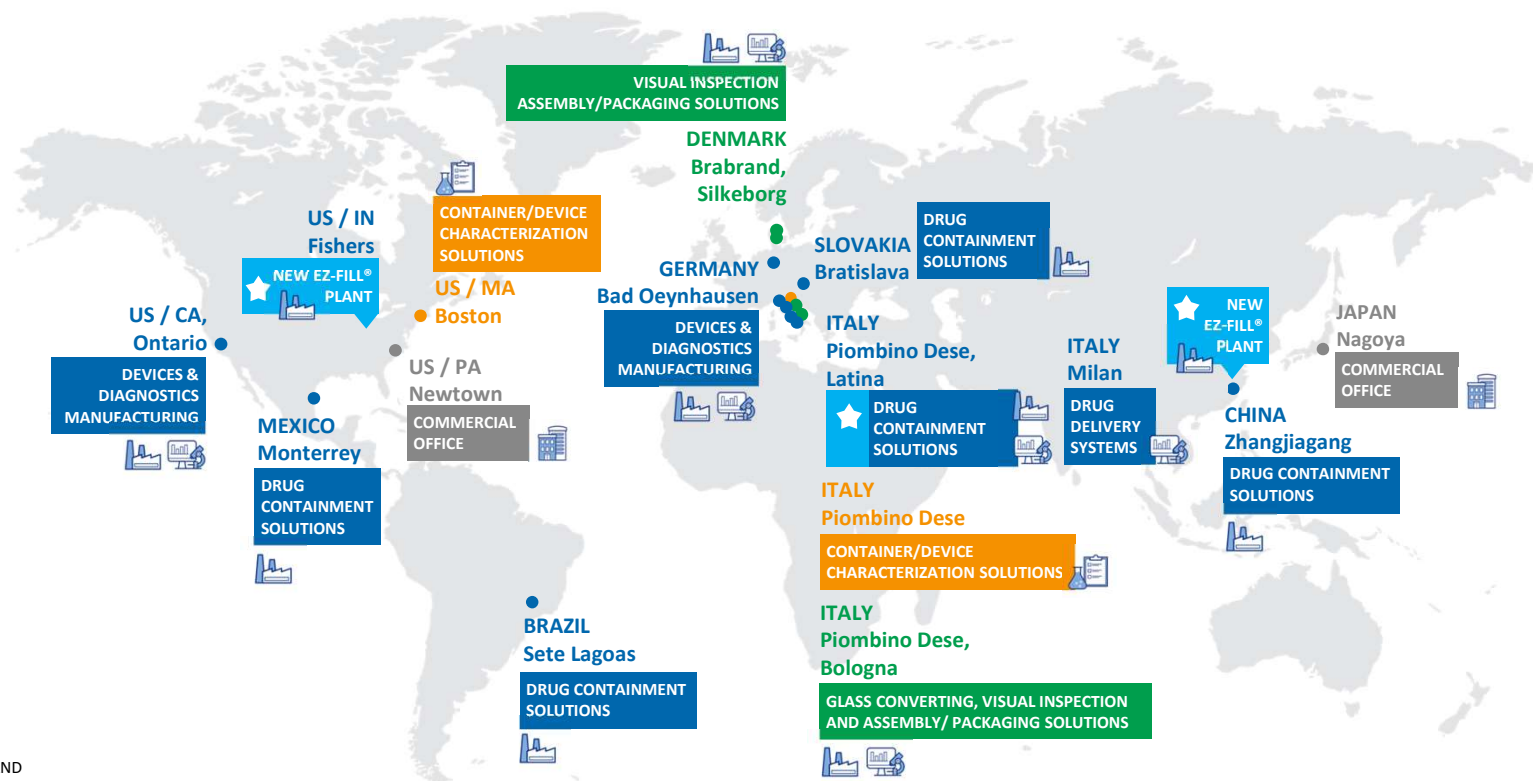 VISUAL INSPECTION
ASSEMBLY/PACKAGING SOLUTIONS
DENMARK
Brabrand,
Silkeborg
CONTAINER/DEVICE
CHARACTERIZATION
SOLUTIONS
US / MA
Boston
US / IN
Fishers
NEW EZ-FILL®
PLANT
US / CA,
Ontario
DEVICES &
DIAGNOSTICS
MANUFACTURING
US / PA
Newtown
COMMERCIAL
OFFICE
MEXICO
Monterrey
DRUG
CONTAINMENT
SOLUTIONS
BRAZIL
Sete Lagoas
DRUG CONTAINMENT
SOLUTIONS
GERMANY
Bad Oeynhausen
DEVICES &
DIAGNOSTICS
MANUFACTURING
SLOVAKIA
Bratislava
DRUG
CONTAINMENT
SOLUTIONS
ITALY
Piombino Dese,
Latina
DRUG
CONTAINMENT
SOLUTIONS
ITALY
Milan
DRUG
DELIVERY
SYSTEMS
ITALY
Piombino Dese
CONTAINER/DEVICE
CHARACTERIZATION SOLUTIONS
ITALY
Piombino Dese,
Bologna
GLASS CONVERTING, VISUAL INSPECTION
AND ASSEMBLY/ PACKAGING SOLUTIONS
NEW
EZ-FILL®
PLANT
CHINA
Zhangjiagang
DRUG CONTAINMENT
SOLUTIONS
JAPAN
Nagoya
COMMERCIAL
OFFICE
ND